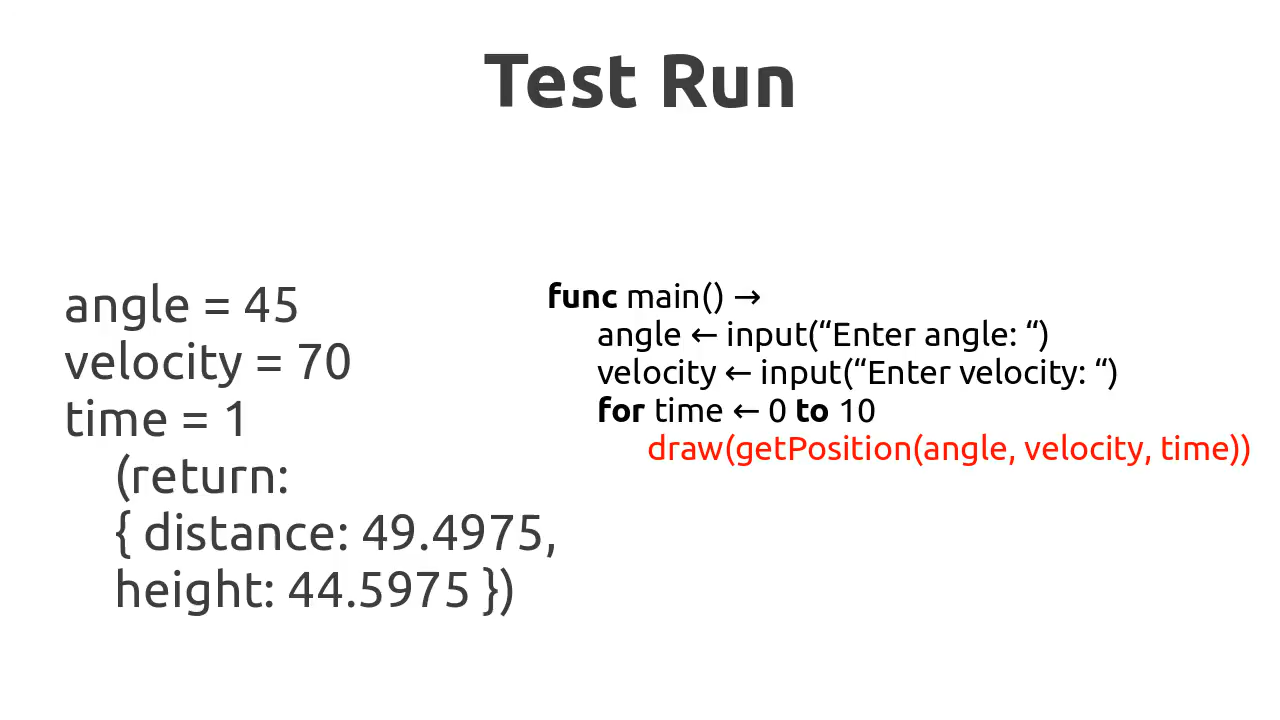 Test Run
angle = 45
velocity = 70
time = 1
(return:
{ distance: 49.4975,
height: 44.5975 })
func main() →
angle ← input(“Enter angle: “)
velocity ← input(“Enter velocity: “)
for time ← 0 to 10
draw(getPosition(angle, velocity, time))